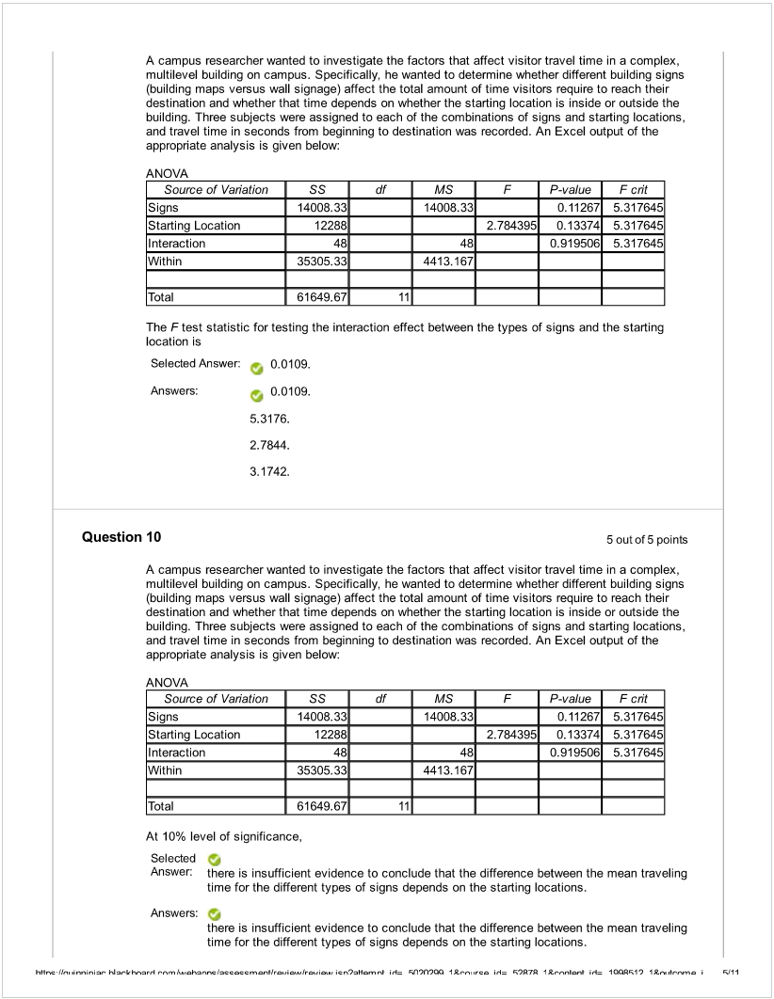 A campus researcher wanted to investigate the factors that affect visitor travel time in a complex,
multilevel building on campus. Specifically, he wanted to determine whether different building signs
(building maps versus wall signage) affect the total amount of time visitors require to reach their
destination and whether that time depends on whether the starting location is inside or outside the
building. Three subjects were assigned to each of the combinations of signs and starting locations,
and travel time in seconds from beginning to destination was recorded. An Excel output of the
appropriate analysis is given below:
ANOVA
Source of Variation SS df MS F P-value F crit
Signs 14008.33 14008.33 0.11267 5.317645
Starting Location 12288 2.784395 0.13374 5.317645
Interaction 48 48 0.919506 5.317645
Within 35305.33 4413.167
Total 61649.67 11
The F test statistic for testing the interaction effect between the types of signs and the starting
location is
Selected Answer: 0.0109.
Answers: 0.0109.
5.3176.
2.7844.
3.1742.
Question 10 5 out of 5 points
A campus researcher wanted to investigate the factors that affect visitor travel time in a complex,
multilevel building on campus. Specifically, he wanted to determine whether different building signs
(building maps versus wall signage) affect the total amount of time visitors require to reach their
destination and whether that time depends on whether the starting location is inside or outside the
building. Three subjects were assigned to each of the combinations of signs and starting locations,
and travel time in seconds from beginning to destination was recorded. An Excel output of the
appropriate analysis is given below:
ANOVA
Source of Variation SS df MS F P-value F crit
Signs 14008.33 14008.33 0.11267 5.317645
Starting Location 12288 2.784395 0.13374 5.317645
Interaction 48 48 0.919506 5.317645
Within 35305.33 4413.167
Total 61649.67 11
At 10% level of significance,
Selected
Answer: there is insufficient evidence to conclude that the difference between the mean traveling
time for the different types of signs depends on the starting locations.
Answers:
there is insufficient evidence to conclude that the difference between the mean traveling
time for the different types of signs depends on the starting locations.
5/11